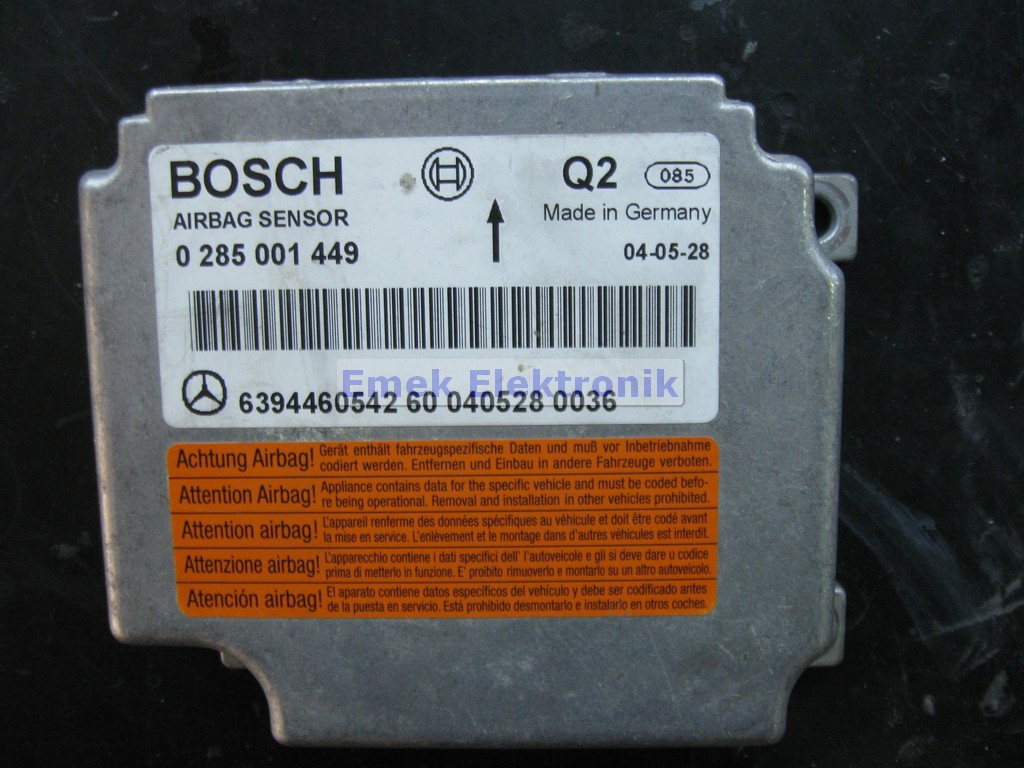 BOSCH
Q2
085
AIRBAG SENSOR
Made in Germany
0 285 001 449
04-05-28
Emek Elektronik
6394460542 60 040528 0036
Achtung Airbag! Gerät enthält fahrzeugspezifische Daten und muß vor Inbetriebnahme
codiert werden. Entfernen und Einbau in andere Fahrzeuge verboten.
Attention Airbag! Appliance contains data for the specific vehicle and must be coded befo-
re being operational. Removal and installation in other vehicles prohibited.
Attention airbag! L'appareil renferme des données spécifiques au véhicule et doit être codé avant
la mise en service. L'enlèvement et le montage dans d'autres véhicules est interdit.
Attenzione airbag! L'apparecchio contiene i dati specifici dell' l'autoveicolo e gli si deve dare u codice
prima di metterlo in funzione. E' proibito rimuoverlo e montarlo su un altro autoveicolo.
Atención airbag! El aparato contiene datos específicos del vehículo y debe ser codificado antes
de la puesta en servicio. Está prohibido desmontarlo e instalarlo en otros coches.